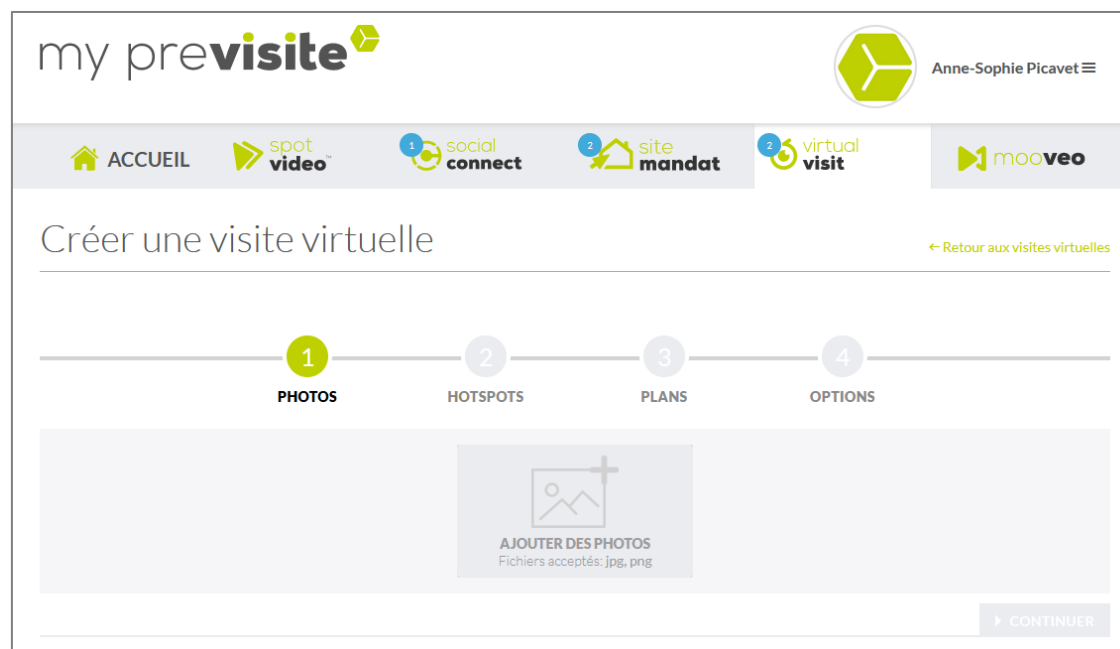 my previsite
Anne-Sophie Picavet
ACCUEIL
spot
video™
1
social
connect
2
site
mandat
2
virtual
visit
mooveo
Créer une visite virtuelle
←Retour aux visites virtuelles
1
2
3
4
PHOTOS
HOTSPOTS
PLANS
OPTIONS
AJOUTER DES PHOTOS
Fichiers acceptés: jpg, png
CONTINUER